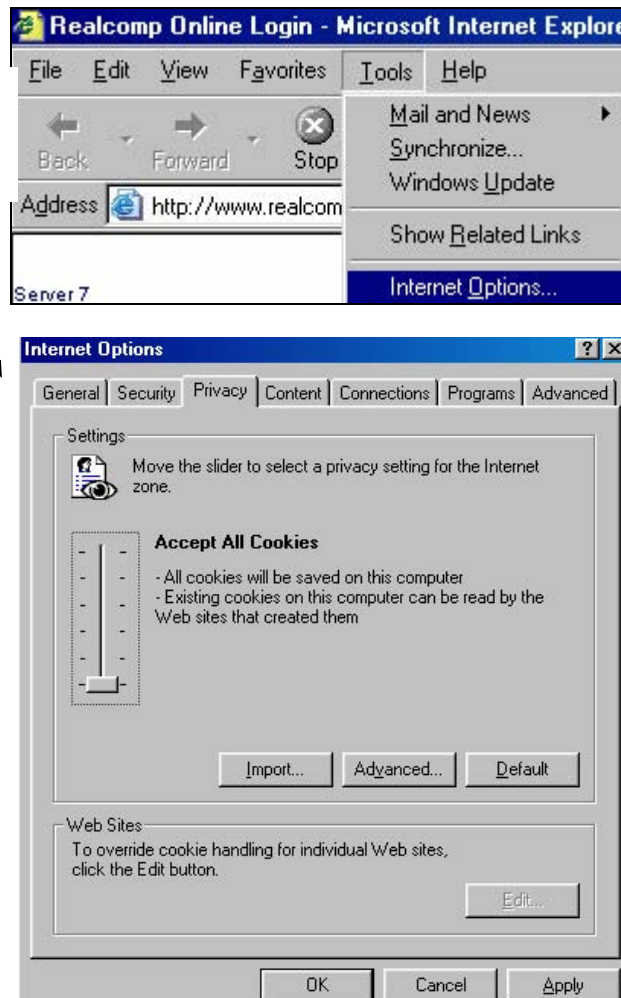 Realcomp Online Login - Microsoft Internet Explore
File Edit View Favorites Tools Help
Back Forward Stop
Mail and News
Synchronize...
Windows Update
Address http://www.realcom
Show Related Links
Server 7
Internet Options...
Internet Options
General Security Privacy Content Connections Programs Advanced
Settings
Move the slider to select a privacy setting for the Internet
zone.
Accept All Cookies
- All cookies will be saved on this computer
- Existing cookies on this computer can be read by the
Web sites that created them
Import... Advanced... Default
Web Sites
To override cookie handling for individual Web sites,
click the Edit button.
Edit...
OK Cancel Apply